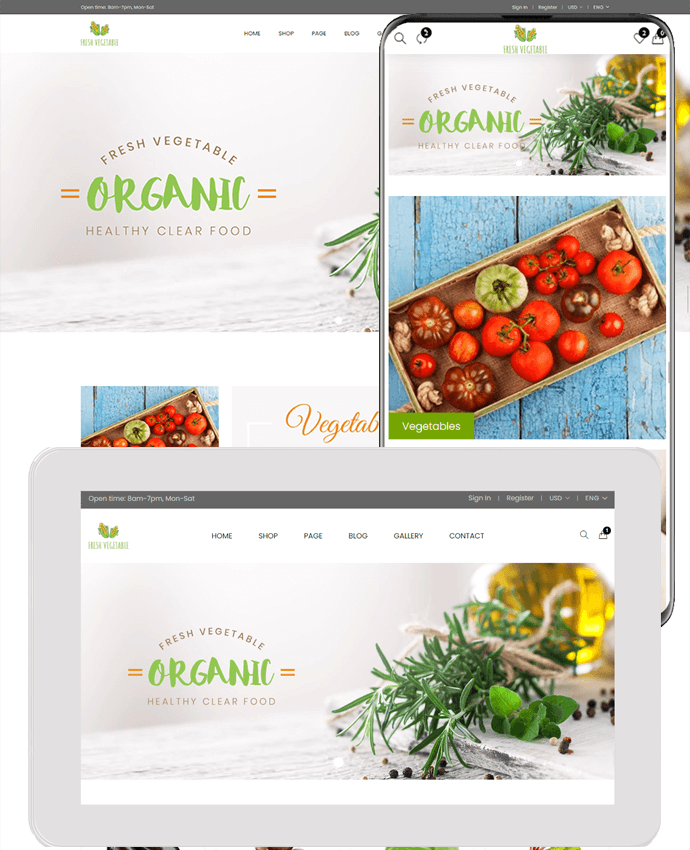 Open time: 8am-7pm, Mon-Sat
Sign In | Register | USD | ENG
FRESH VEGETABLE
HOME SHOP PAGE BLOG G
FRESH VEGETABLE
ORGANIC
HEALTHY CLEAR FOOD
Vegetab
2
2
FRESH VEGETABLE
FRESH VEGETABLE
ORGANIC
HEALTHY CLEAR FOOD
Vegetables
Open time: 8am-7pm, Mon-Sat
Sign In | Register | USD | ENG
FRESH VEGETABLE
HOME SHOP PAGE BLOG GALLERY CONTACT
1
FRESH VEGETABLE
ORGANIC
HEALTHY CLEAR FOOD